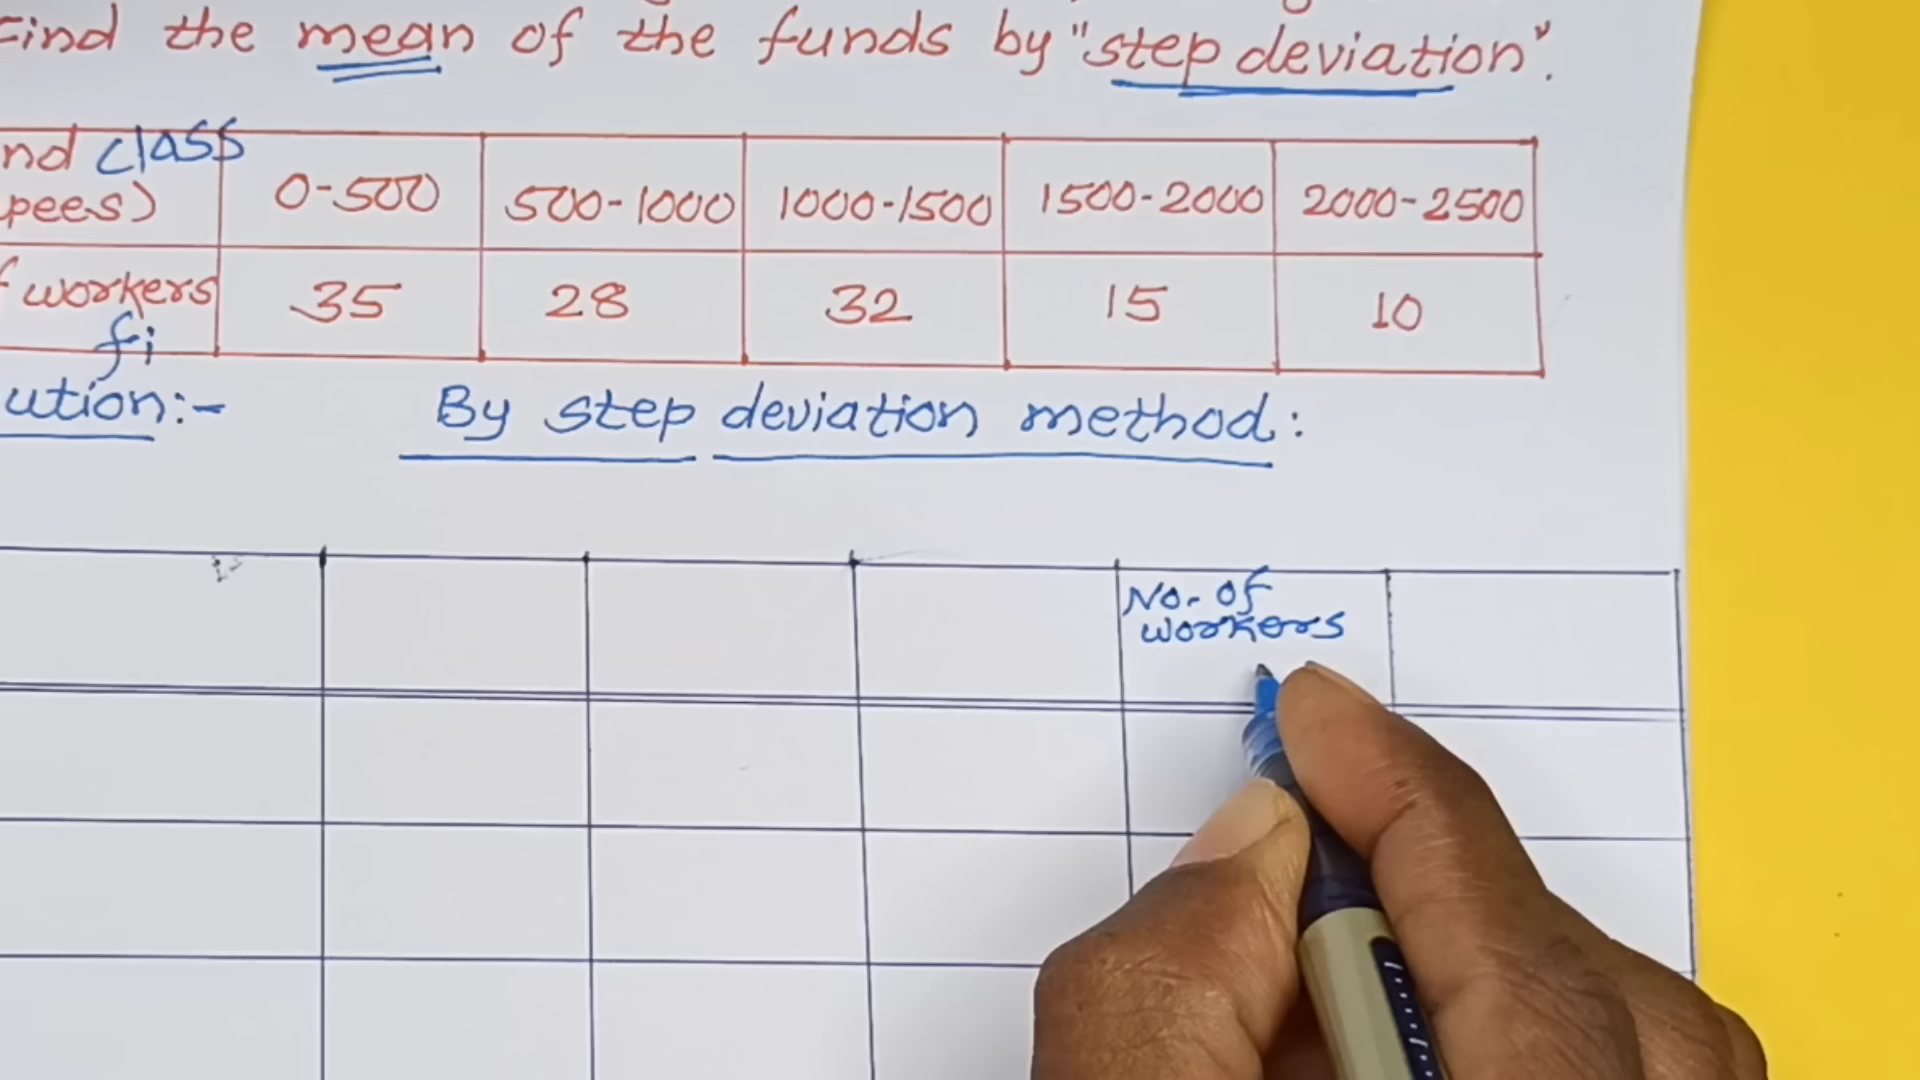 Find the mean of the funds by "step deviation".
nd class 0-500 500-1000 1000-1500 1500-2000 2000-2500
pees)
f workers 35 28 32 15 10
fi
ution:- By step deviation method:
No. of
workers